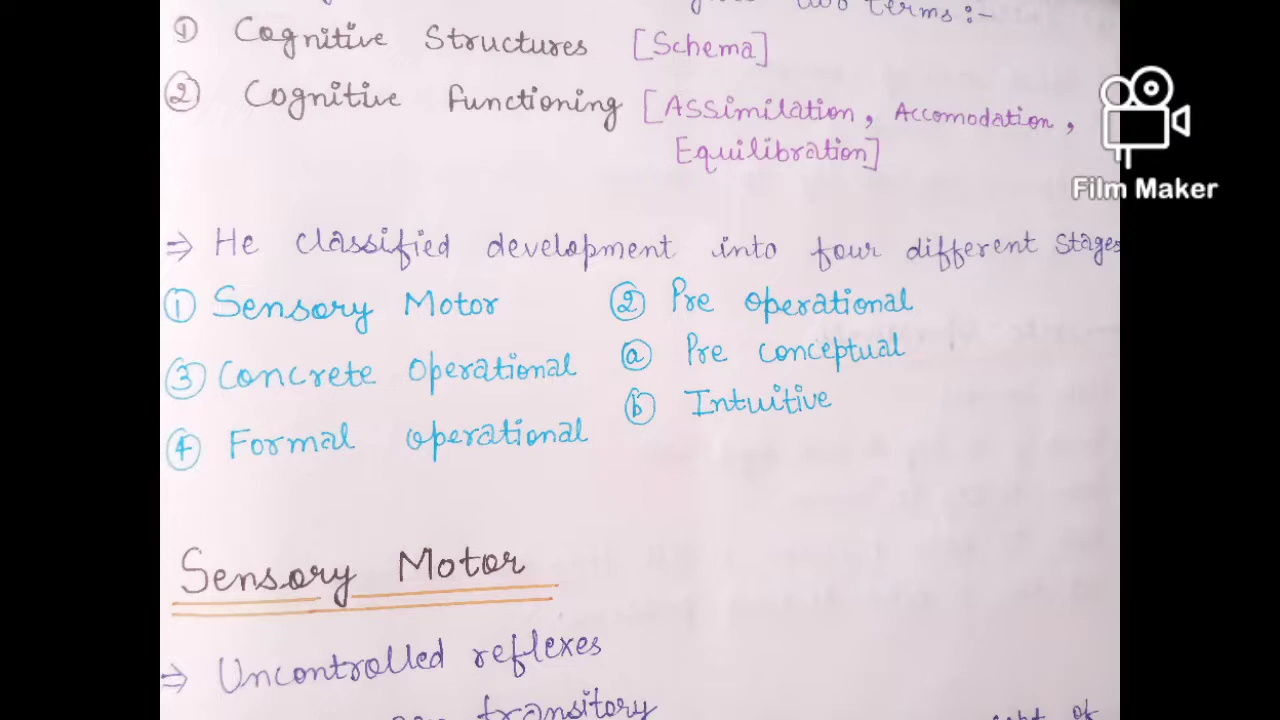 two terms :-
① Cognitive Structures [Schema]
② Cognitive functioning [Assimilation, Accomodation,
Equilibration]
Film Maker
⇒ He classified development into four different stages
① Sensory Motor ② Pre operational
③ Concrete Operational ⓐ Pre conceptual
④ Formal operational ⓑ Intuitive
Sensory Motor
⇒ Uncontrolled reflexes
transitory